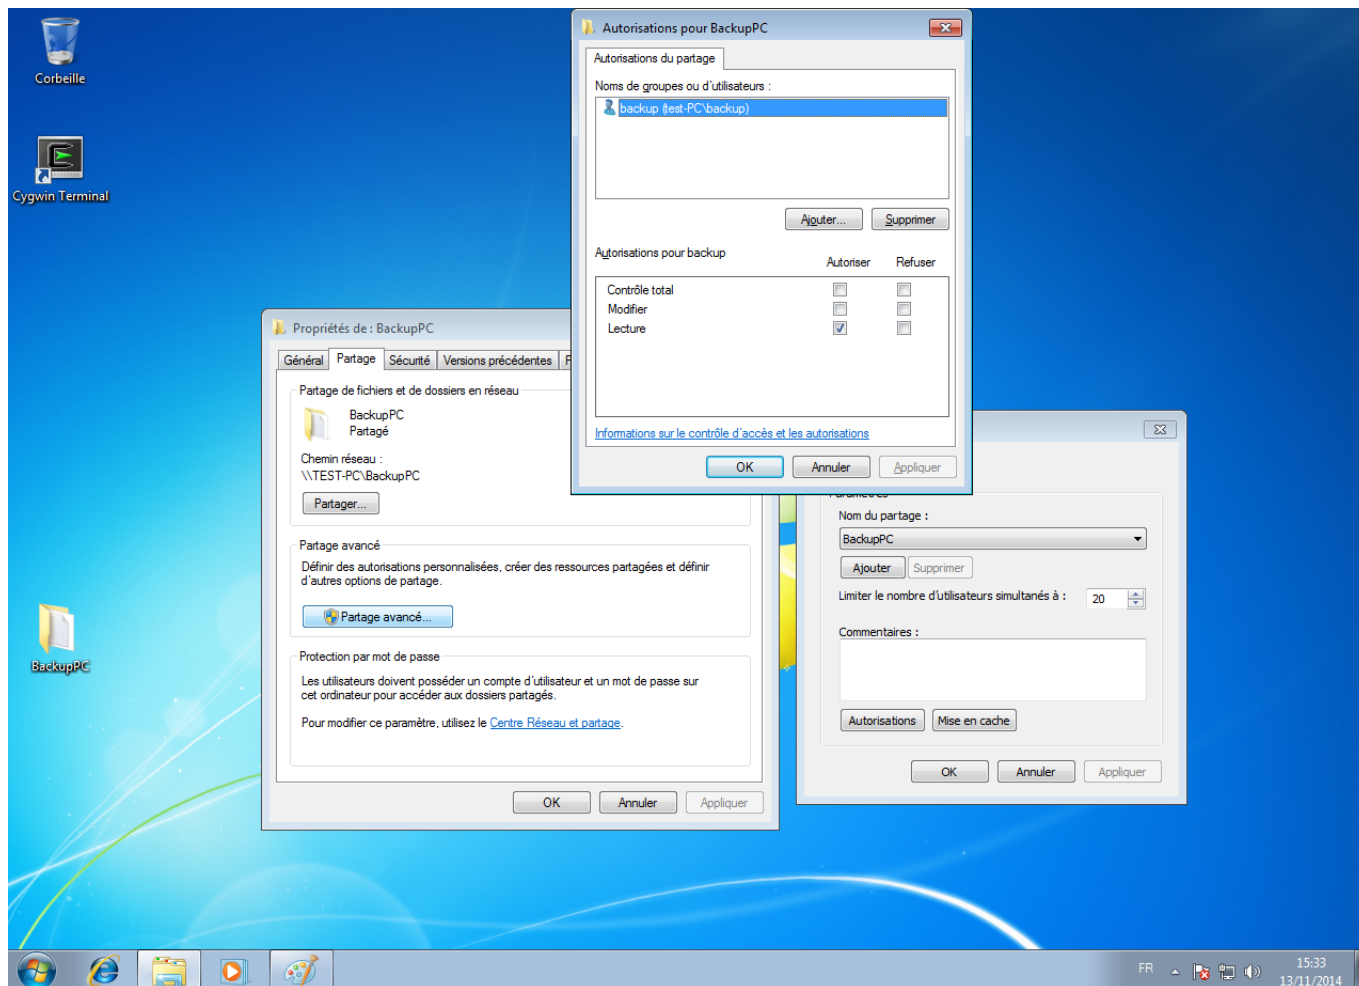 Corbeille
Cygwin Terminal
BackupPC
Autorisations pour BackupPC
Autorisations du partage
Noms de groupes ou d'utilisateurs :
backup (test-PC\backup)
Ajouter...
Supprimer
Autorisations pour backup
Autoriser
Refuser
Contrôle total
Modifier
Lecture
Informations sur le contrôle d'accès et les autorisations
OK
Annuler
Appliquer
Propriétés de : BackupPC
Général
Partage
Sécurité
Versions précédentes
Partage de fichiers et de dossiers en réseau
BackupPC
Partagé
Chemin réseau :
\\TEST-PC\BackupPC
Partager...
Partage avancé
Définir des autorisations personnalisées, créer des ressources partagées et définir
d'autres options de partage.
Partage avancé...
Protection par mot de passe
Les utilisateurs doivent posséder un compte d'utilisateur et un mot de passe sur
cet ordinateur pour accéder aux dossiers partagés.
Pour modifier ce paramètre, utilisez le Centre Réseau et partage.
OK
Annuler
Appliquer
Nom du partage :
BackupPC
Ajouter
Supprimer
Limiter le nombre d'utilisateurs simultanés à :
20
Commentaires :
Autorisations
Mise en cache
OK
Annuler
Appliquer
FR
15:33
13/11/2014